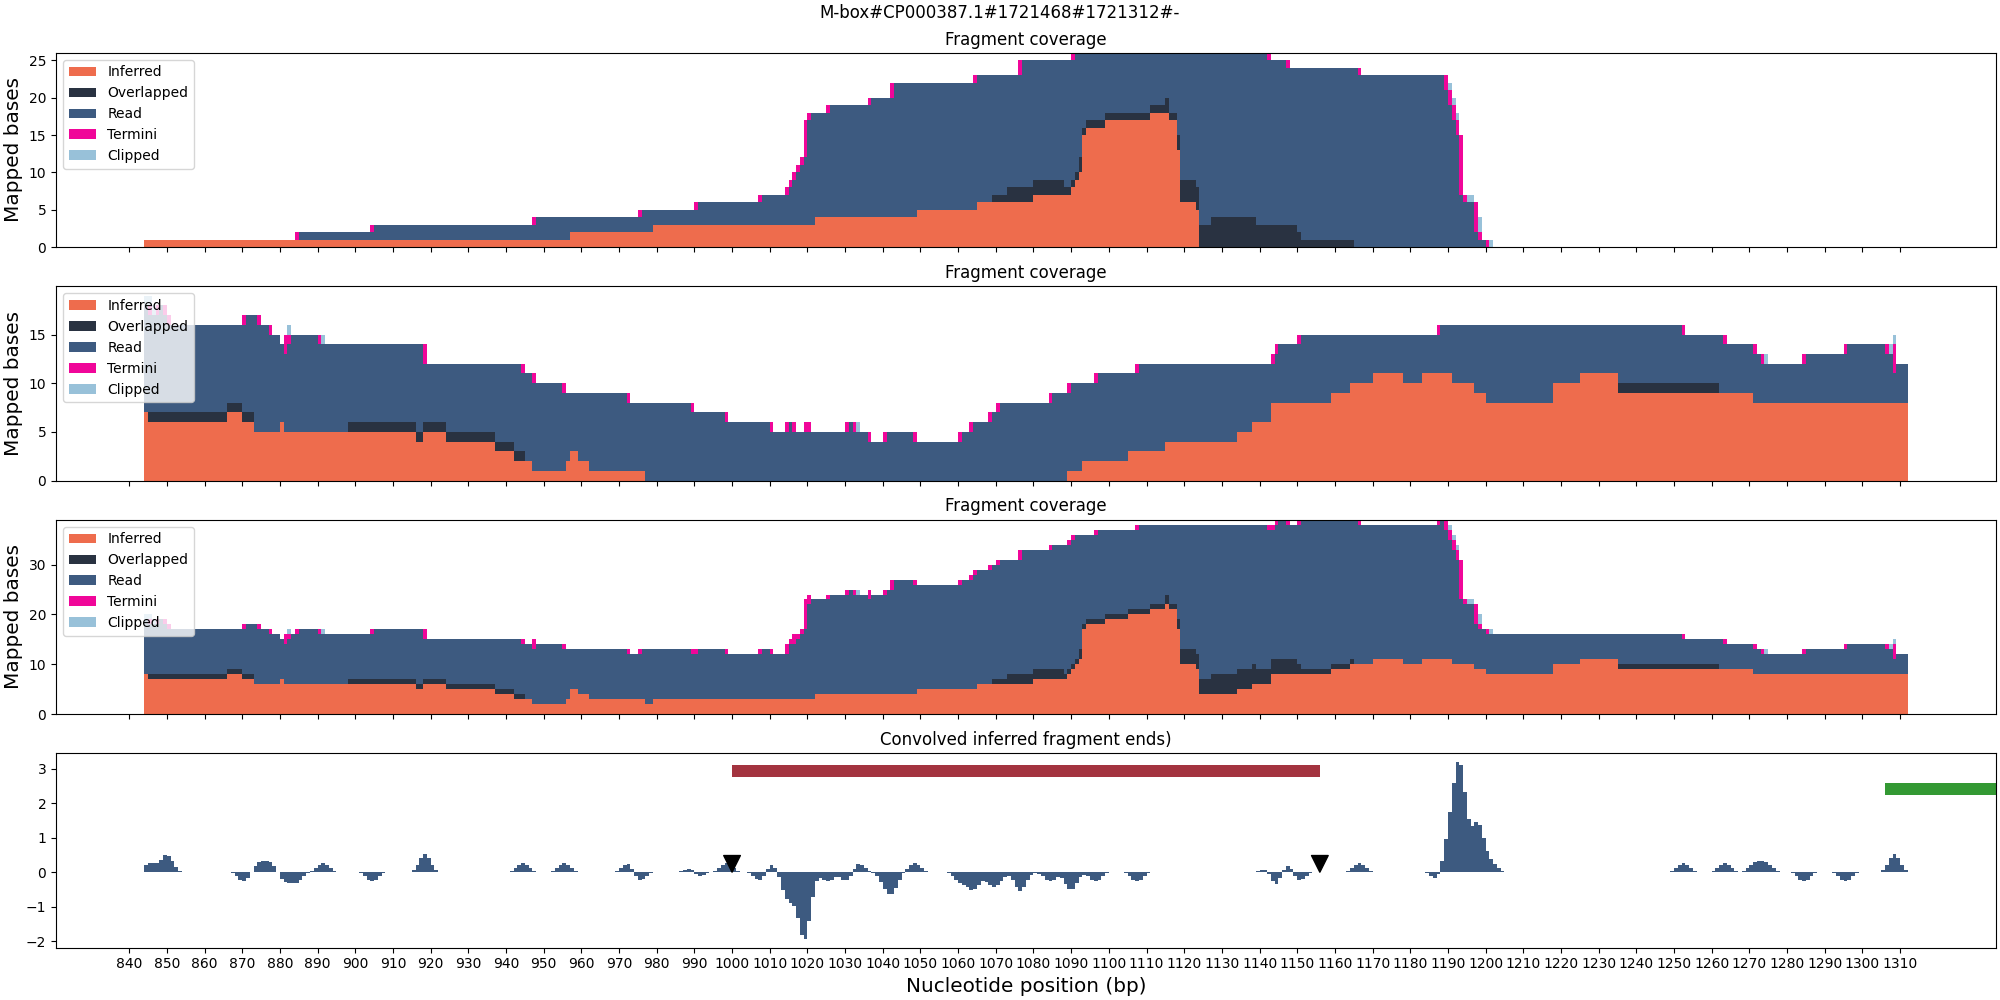 M-box#CP000387.1#1721468#1721312#-
Fragment coverage
Mapped bases
25
20
15
10
5
0
Inferred
Overlapped
Read
Termini
Clipped
Fragment coverage
Mapped bases
15
10
5
0
Inferred
Overlapped
Read
Termini
Clipped
Fragment coverage
Mapped bases
30
20
10
0
Inferred
Overlapped
Read
Termini
Clipped
Convolved inferred fragment ends)
3
2
1
0
−1
−2
840 850 860 870 880 890 900 910 920 930 940 950 960 970 980 990 1000 1010 1020 1030 1040 1050 1060 1070 1080 1090 1100 1110 1120 1130 1140 1150 1160 1170 1180 1190 1200 1210 1220 1230 1240 1250 1260 1270 1280 1290 1300 1310
Nucleotide position (bp)